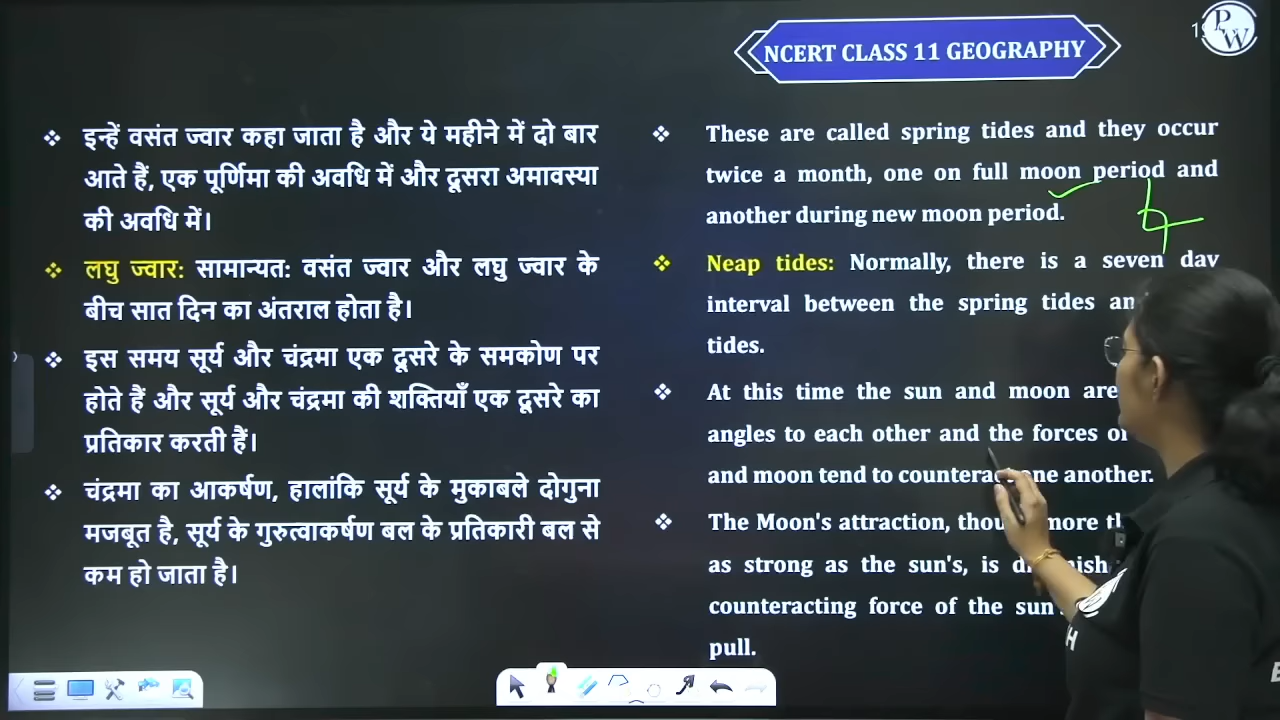 NCERT CLASS 11 GEOGRAPHY
PW
इन्हें वसंत ज्वार कहा जाता है और ये महीने में दो बार
आते हैं, एक पूर्णिमा की अवधि में और दूसरा अमावस्या
की अवधि में।
लघु ज्वार: सामान्यत: वसंत ज्वार और लघु ज्वार के
बीच सात दिन का अंतराल होता है।
इस समय सूर्य और चंद्रमा एक दूसरे के समकोण पर
होते हैं और सूर्य और चंद्रमा की शक्तियाँ एक दूसरे का
प्रतिकार करती हैं।
चंद्रमा का आकर्षण, हालांकि सूर्य के मुकाबले दोगुना
मजबूत है, सूर्य के गुरुत्वाकर्षण बल के प्रतिकारी बल से
कम हो जाता है।
These are called spring tides and they occur
twice a month, one on full moon period and
another during new moon period.
Neap tides: Normally, there is a seven day
interval between the spring tides
tides.
At this time the sun and moon are
angles to each other and the forces
and moon tend to counteract one another.
The Moon's attraction, more
as strong as the sun's, is
counteracting force of the
pull.